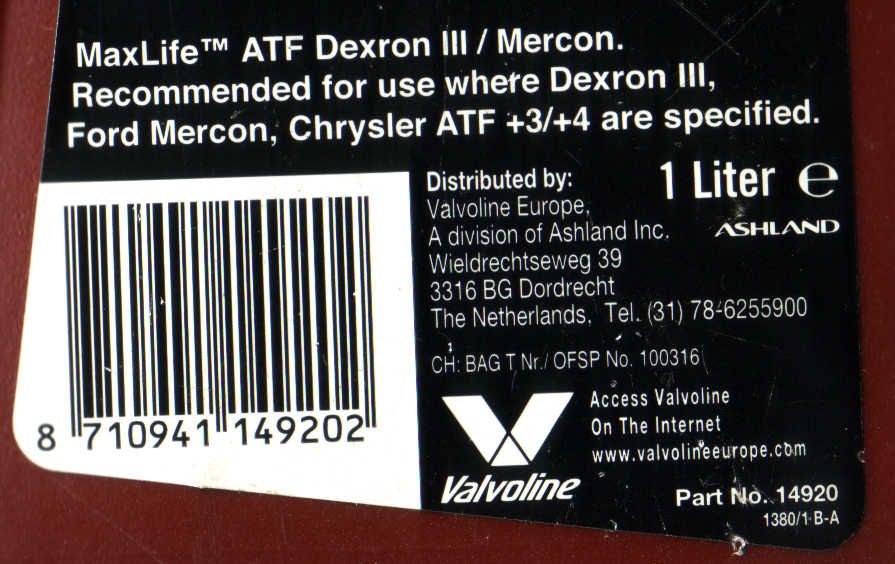 MaxLife™ ATF Dexron III / Mercon.
Recommended for use where Dexron III,
Ford Mercon, Chrysler ATF +3/+4 are specified.
Distributed by:
Valvoline Europe,
A division of Ashland Inc.
Wieldrechtseweg 39
3316 BG Dordrecht
The Netherlands, Tel. (31) 78-6255900
1 Liter ℮
ASHLAND
CH: BAG T Nr./ OFSP No. 100316
8 710941 149202
Valvoline
Access Valvoline
On The Internet
www.valvolineeurope.com
Part No. 14920
1380/1 B-A